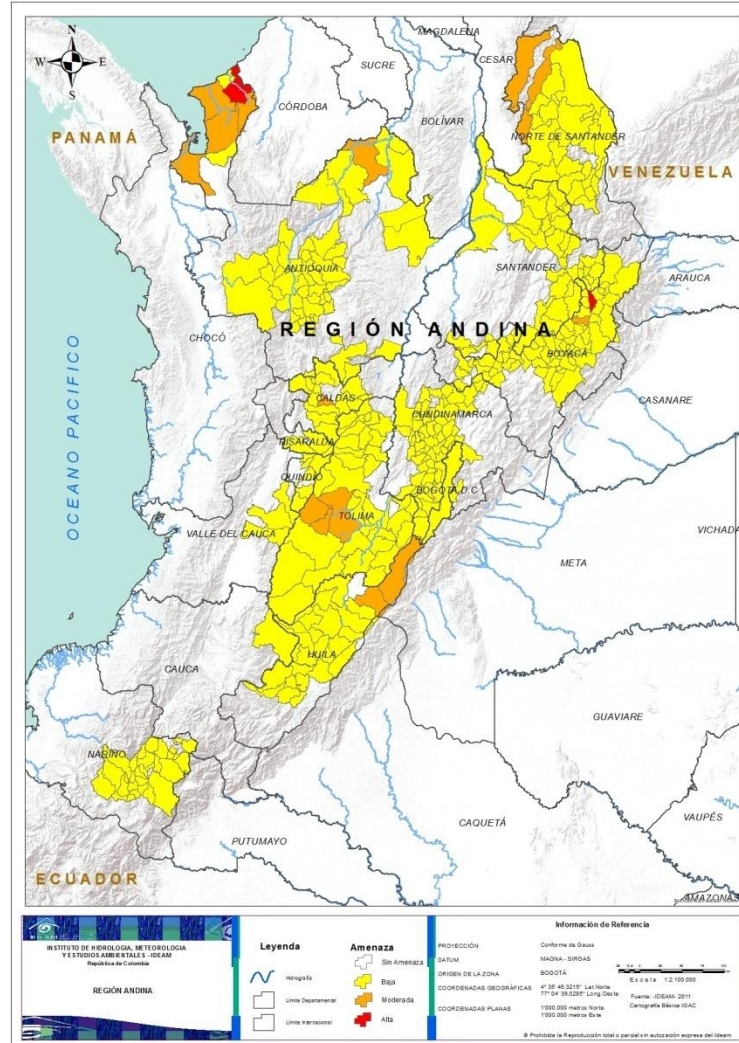 N
W E
S
MAGDALENA
CESAR
SUCRE
CÓRDOBA
BOLÍVAR
PANAMÁ
NORTE DE SANTANDER
VENEZUELA
ANTIOQUIA
SANTANDER
ARAUCA
REGIÓN ANDINA
CHOCÓ
BOYACÁ
OCEANO PACIFICO
CALDAS
CUNDINAMARCA
CASANARE
RISARALDA
QUINDIO
BOGOTÁ D.C
TOLIMA
VALLE DEL CAUCA
VICHADA
META
HUILA
CAUCA
GUAVIARE
NARIÑO
CAQUETÁ
VAUPÉS
PUTUMAYO
ECUADOR
AMAZONAS
INSTITUTO DE HIDROLOGIA, METEOROLOGIA
Y ESTUDIOS AMBIENTALES - IDEAM
República de Colombia
REGIÓN ANDINA
Leyenda
Hidrografía
Límite Departamental
Límite Internacional
Amenaza
Sin Amenaza
Baja
Moderada
Alta
Información de Referencia
PROYECCIÓN Conforme de Gauss
DATUM MAGNA - SIRGAS
ORIGEN DE LA ZONA BOGOTÁ
COORDENADAS GEOGRÁFICAS 4° 35' 46,3215" Lat.Norte
77° 04' 39,0285" Long.Oeste
COORDENADAS PLANAS 1'000.000 metros Norte
1'000.000 metros Este
Escala 1:2.100.000
Fuente: -IDEAM- 2011
Cartografía Básica IGAC
® Prohibida la Reproducción total o parcial sin autorización expresa del Ideam